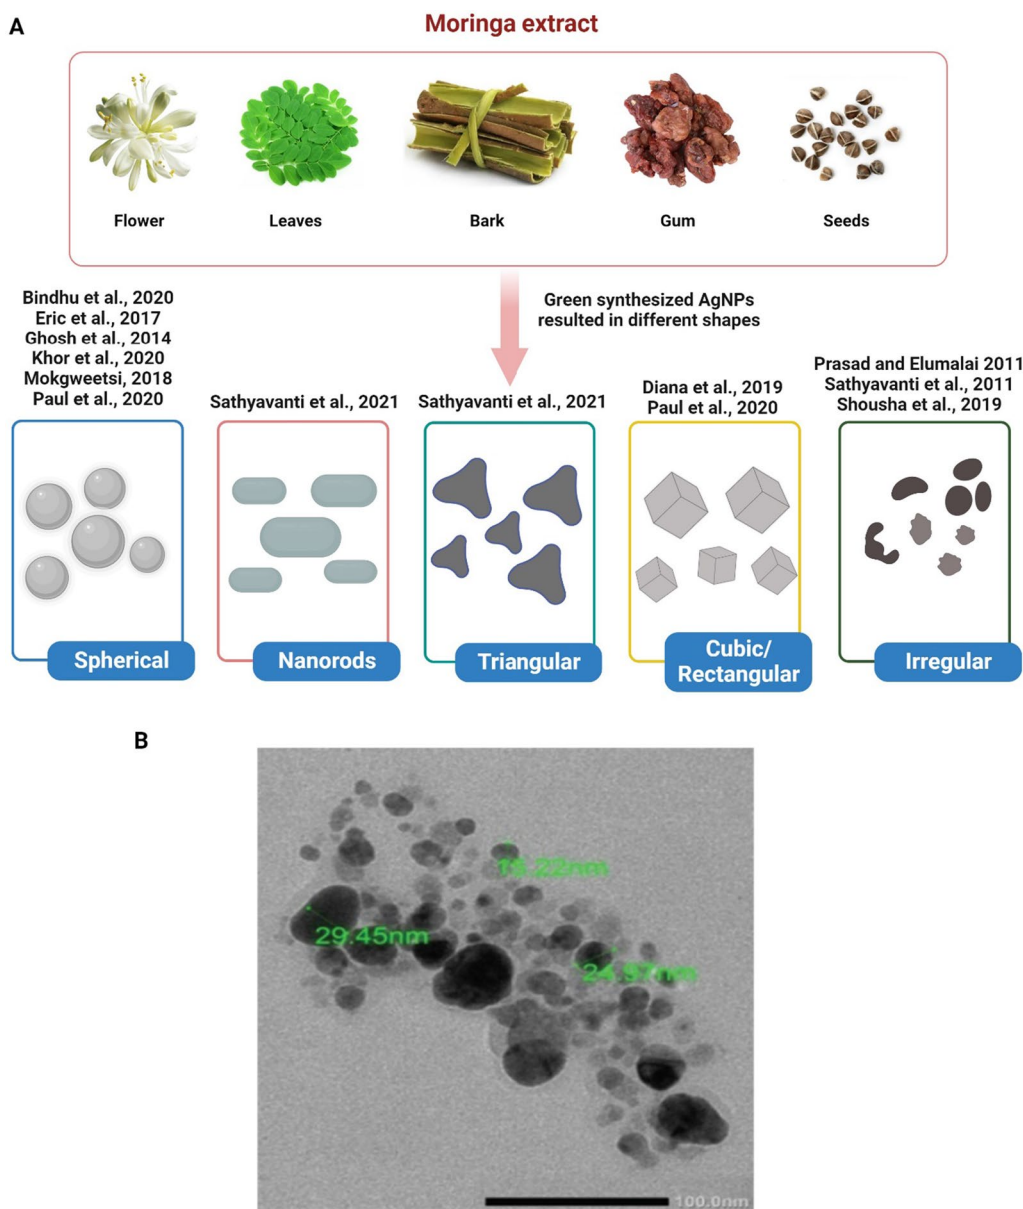 A
Moringa extract
Flower
Leaves
Bark
Gum
Seeds
Green synthesized AgNPs
resulted in different shapes
Bindhu et al., 2020
Eric et al., 2017
Ghosh et al., 2014
Khor et al., 2020
Mokgweetsi, 2018
Paul et al., 2020
Sathyavanti et al., 2021
Sathyavanti et al., 2021
Diana et al., 2019
Paul et al., 2020
Prasad and Elumalai 2011
Sathyavanti et al., 2011
Shousha et al., 2019
Spherical
Nanorods
Triangular
Cubic/
Rectangular
Irregular
B
15.22nm
29.45nm
24.97nm
100.0nm